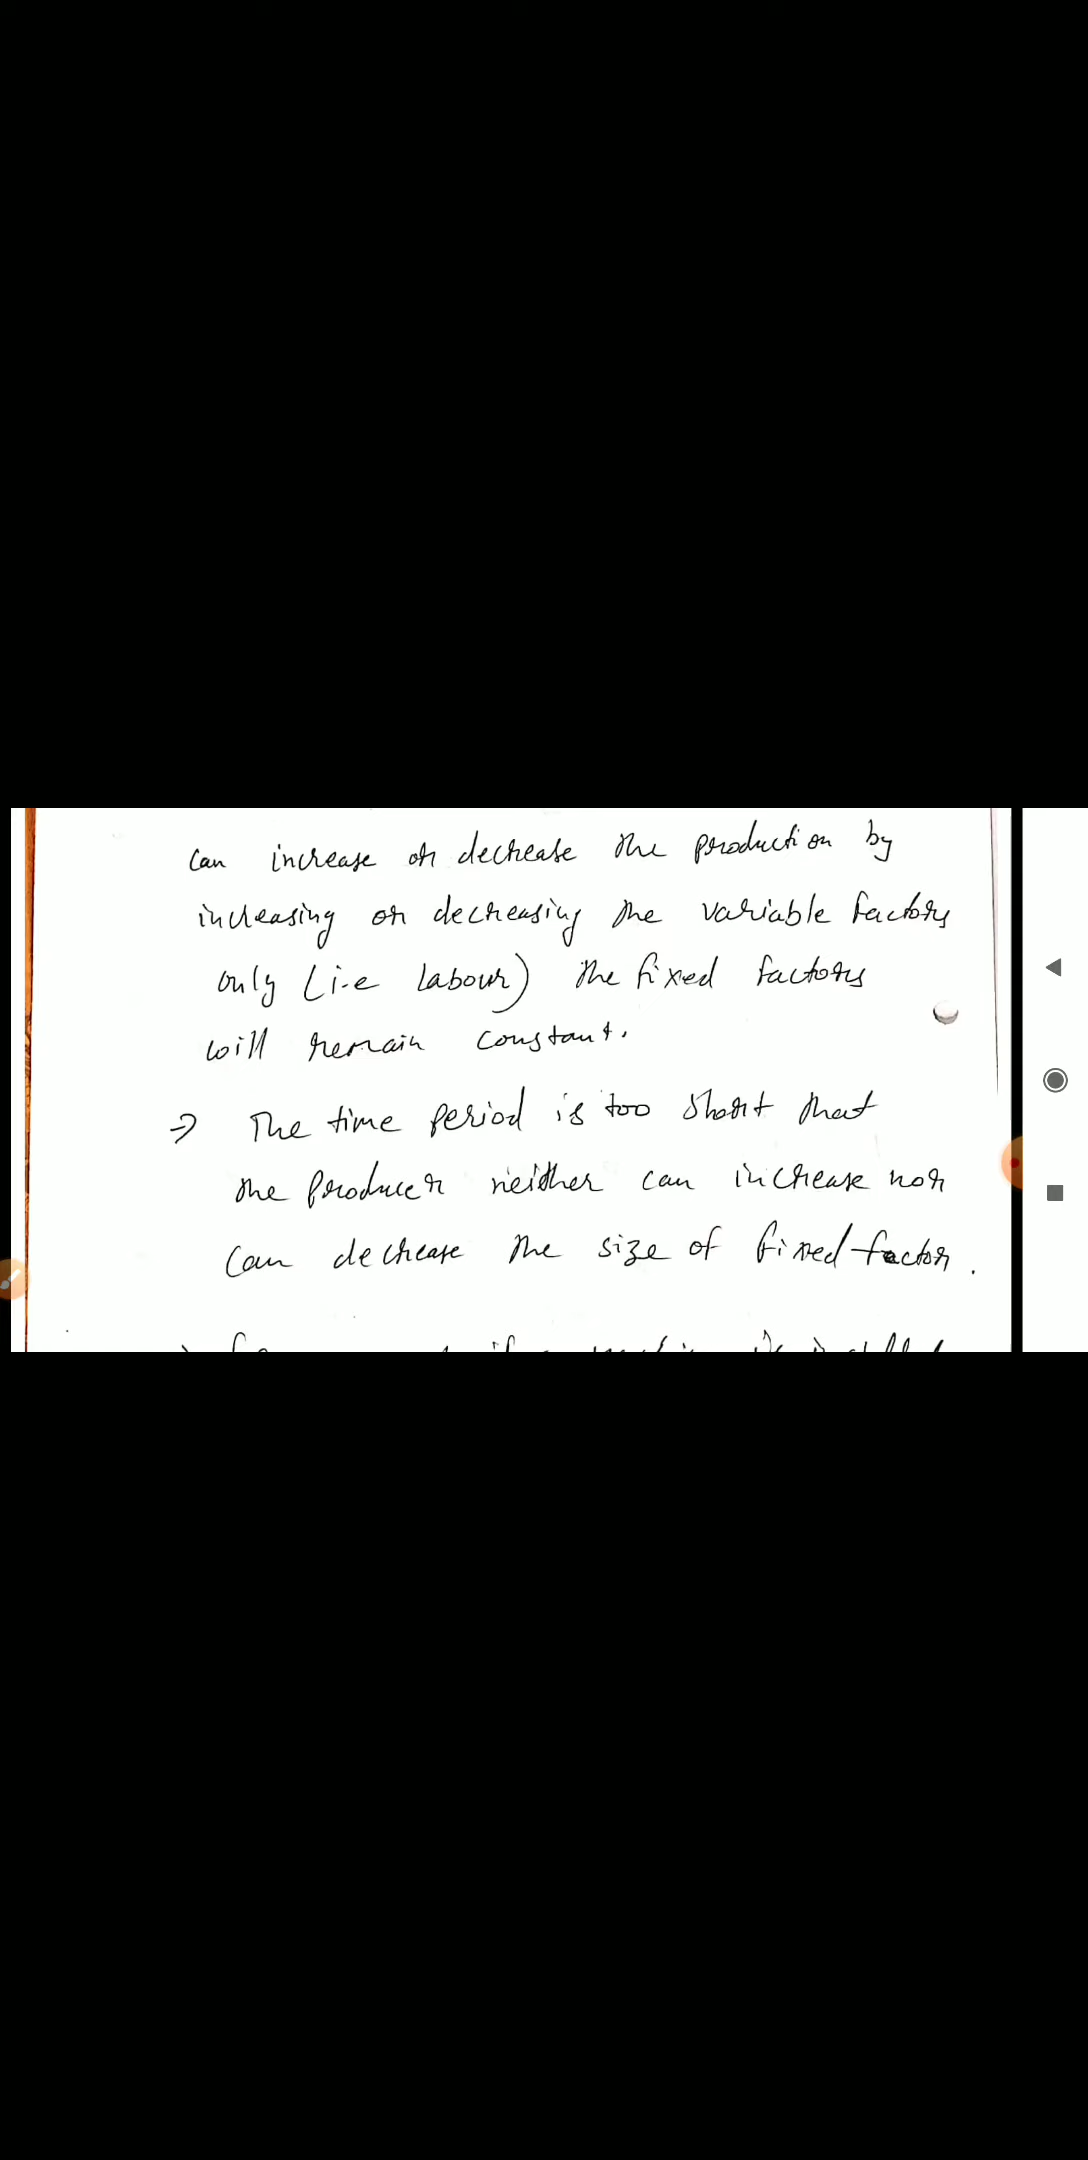 can increase or decrease the production by
increasing or decreasing the variable factors
only (i.e labour) the fixed factors
will remain constant.
⇒ The time period is too short that
the producer neither can increase nor
can decrease the size of fixed factor.